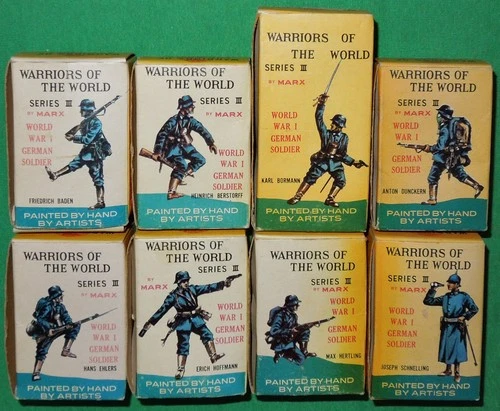 WARRIORS OF
THE WORLD
SERIES III
BY MARX
WORLD
WAR I
GERMAN
SOLDIER
FRIEDRICH BADEN
PAINTED BY HAND
BY ARTISTS
WARRIORS OF
THE WORLD
SERIES III
BY MARX
WORLD
WAR I
GERMAN
SOLDIER
HEINRICH BERSTORFF
PAINTED BY HAND
BY ARTISTS
WARRIORS OF
THE WORLD
SERIES III
BY MARX
WORLD
WAR I
GERMAN
SOLDIER
KARL BORMANN
PAINTED BY HAND
BY ARTISTS
WARRIORS OF
THE WORLD
SERIES III
BY MARX
WORLD
WAR I
GERMAN
SOLDIER
ANTON DUNCKERN
PAINTED BY HAND
BY ARTISTS
WARRIORS OF
THE WORLD
SERIES III
BY MARX
WORLD
WAR I
GERMAN
SOLDIER
HANS EHLERS
PAINTED BY HAND
BY ARTISTS
WARRIORS OF
THE WORLD
SERIES III
BY
MARX
WORLD
WAR I
GERMAN
SOLDIER
ERICH HOFFMANN
PAINTED BY HAND
BY ARTISTS
WARRIORS OF
THE WORLD
SERIES III
BY MARX
WORLD
WAR I
GERMAN
SOLDIER
MAX HERTLING
PAINTED BY HAND
BY ARTISTS
WARRIORS OF
THE WORLD
SERIES III
BY MARX
WORLD
WAR I
GERMAN
SOLDIER
JOSEPH SCHNELLING
PAINTED BY HAND
BY ARTISTS